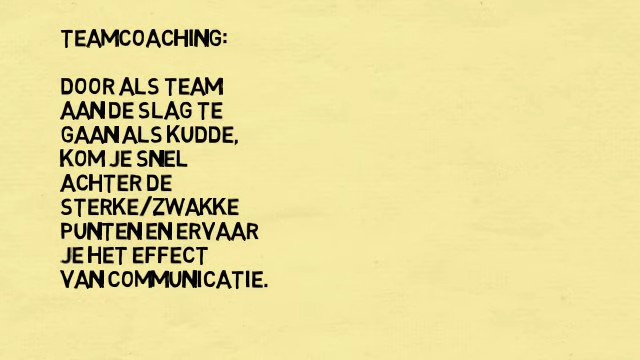 TEAMCOACHING:
DOOR ALS TEAM
AAN DE SLAG TE
GAAN ALS KUDDE,
KOM JE SNEL
ACHTER DE
STERKE/ZWAKKE
PUNTEN EN ERVAAR
JE HET EFFECT
VAN COMMUNICATIE.